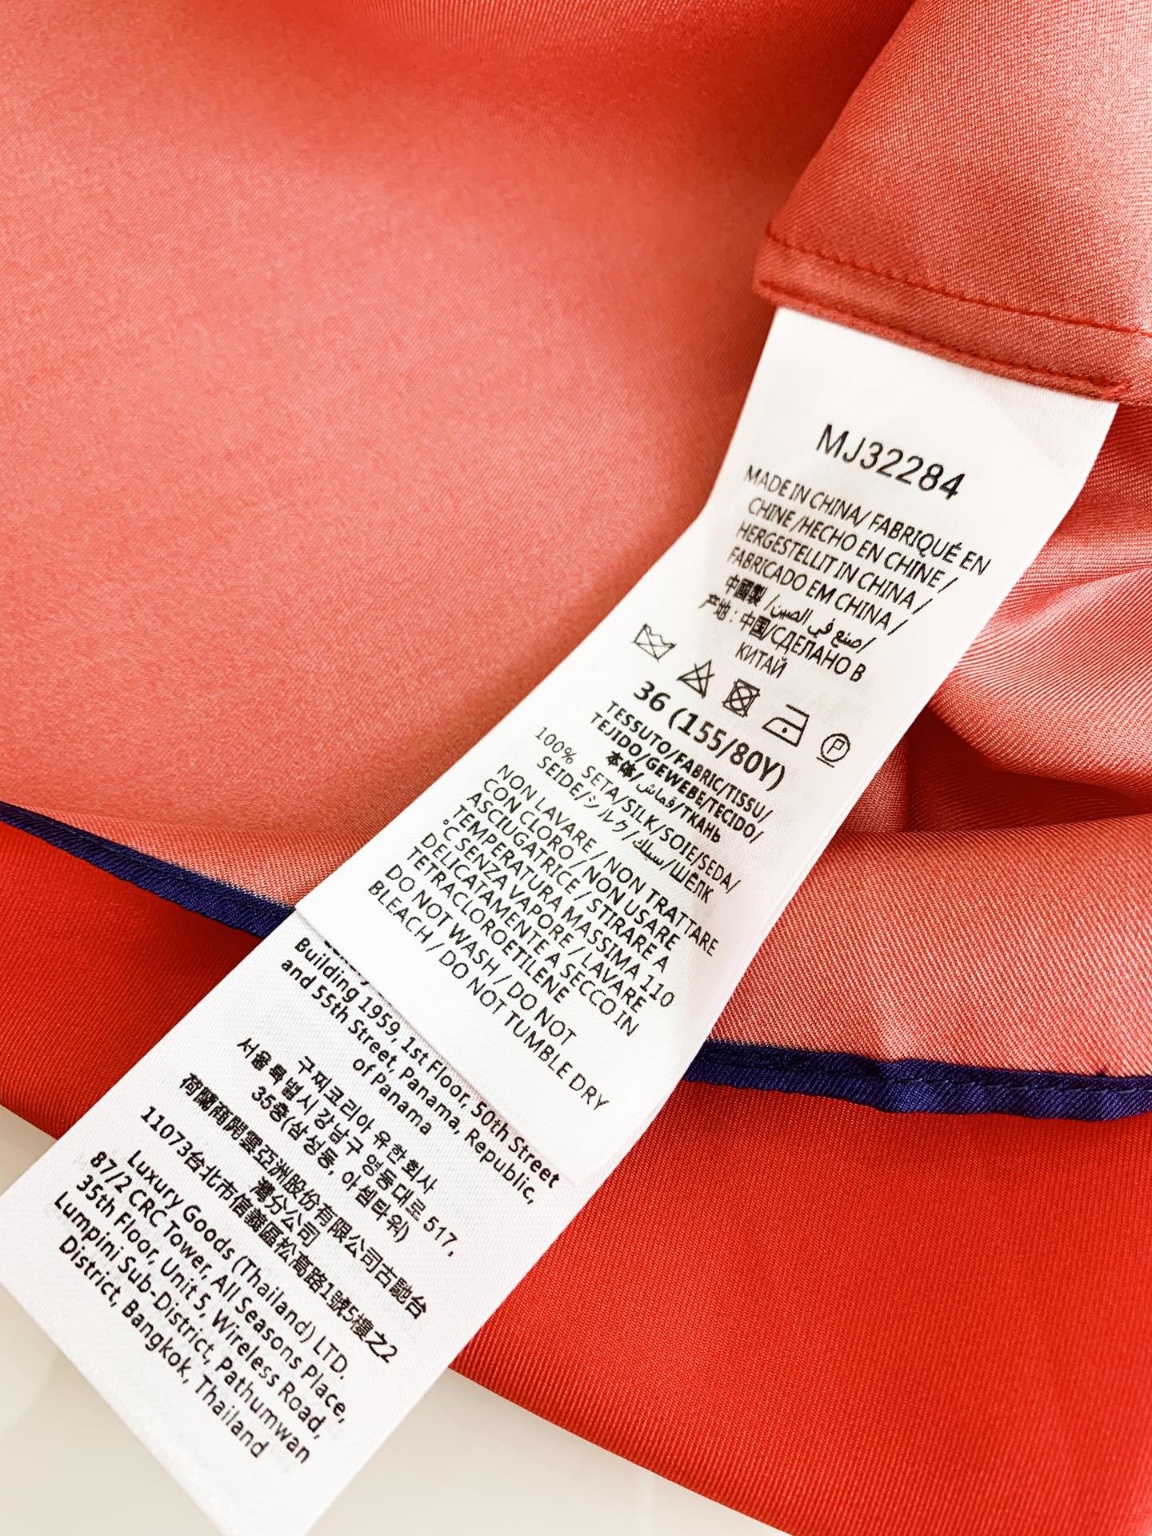 MJ32284
MADE IN CHINA/ FABRIQUÉ EN
CHINE /HECHO EN CHINE /
HERGESTELLIT IN CHINA /
FABRICADO EM CHINA /
中國製 /صنع في الصين/
产地 : 中国/СДЕЛАНО В
КИТАЙ
P
36 (155/80Y)
TESSUTO/FABRIC/TISSU/
TEJIDO/GEWEBE/TECIDO/
本体/قماش/ТКАНЬ
100% SETA/SILK/SOIE/SEDA/
SEIDE/シルク/سيلك/ШЁЛК
NON LAVARE / NON TRATTARE
CON CLORO / NON USARE
ASCIUGATRICE / STIRARE A
TEMPERATURA MASSIMA 110
°C SENZA VAPORE / LAVARE
DELICATAMENTE A SECCO IN
TETRACLOROETILENE
DO NOT WASH / DO NOT
BLEACH / DO NOT TUMBLE DRY
Building 1959, 1st Floor, 50th Street
and 55th Street, Panama, Republic,
of Panama
구찌코리아 유한회사
서울특별시 강남구 영동대로 517,
35층(삼성동, 아셈타워)
荷蘭商開雲亞洲股份有限公司古馳台
灣分公司
11073台北市信義區松高路1號5樓之2
Luxury Goods (Thailand) LTD.
87/2 CRC Tower, All Seasons Place,
35th Floor, Unit 5, Wireless Road,
Lumpini Sub-District, Pathumwan
District, Bangkok, Thailand